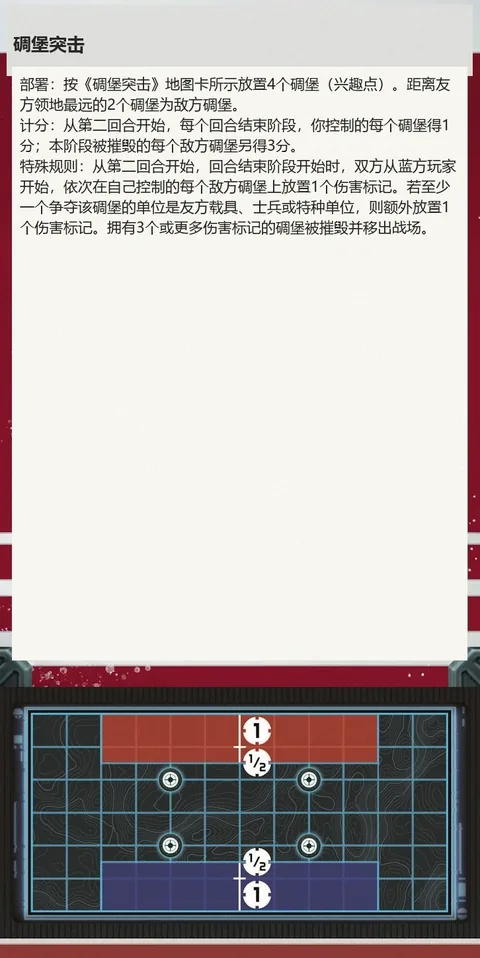 碉堡突击
部署：按《碉堡突击》地图卡所示放置4个碉堡（兴趣点）。距离友
方领地最远的2个碉堡为敌方碉堡。
计分：从第二回合开始，每个回合结束阶段，你控制的每个碉堡得1
分；本阶段被摧毁的每个敌方碉堡另得3分。
特殊规则：从第二回合开始，回合结束阶段开始时，双方从蓝方玩家
开始，依次在自己控制的每个敌方碉堡上放置1个伤害标记。若至少
一个争夺该碉堡的单位是友方载具、士兵或特种单位，则额外放置1
个伤害标记。拥有3个或更多伤害标记的碉堡被摧毁并移出战场。
1
1/2
1/2
1